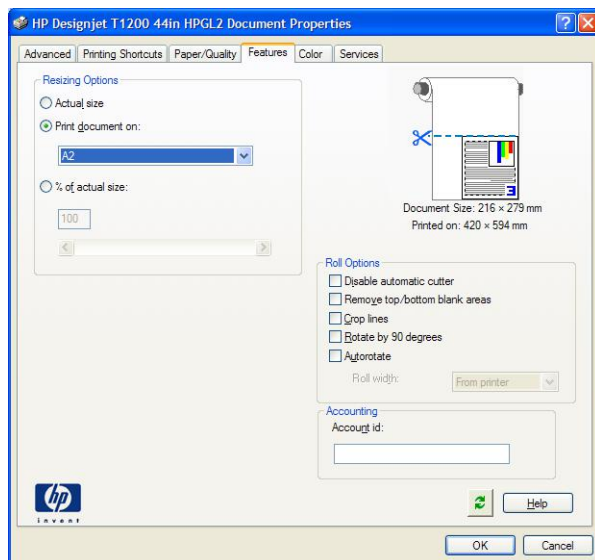 HP Designjet T1200 44in HPGL2 Document Properties
Advanced Printing Shortcuts Paper/Quality Features Color Services
Resizing Options
Actual size
Print document on:
A2
% of actual size:
100
3
Document Size: 216 × 279 mm
Printed on: 420 × 594 mm
Roll Options
Disable automatic cutter
Remove top/bottom blank areas
Crop lines
Rotate by 90 degrees
Autorotate
Roll width: From printer
Accounting
Account id:
hp
invent
Help
OK Cancel